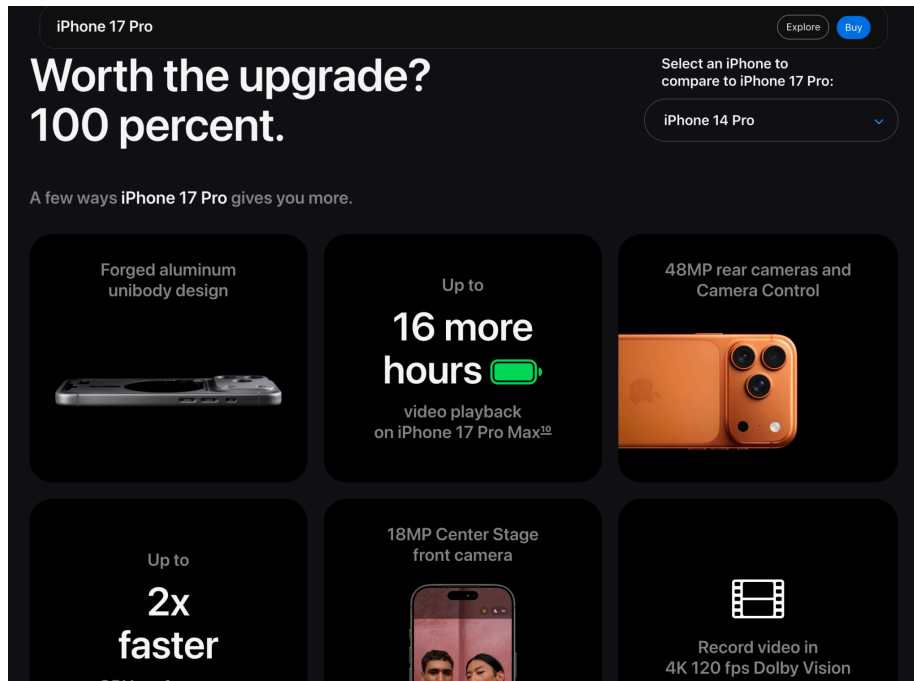 iPhone 17 Pro
Explore
Buy
Worth the upgrade?
100 percent.
Select an iPhone to
compare to iPhone 17 Pro:
iPhone 14 Pro
A few ways iPhone 17 Pro gives you more.
Forged aluminum
unibody design
Up to
16 more
hours
video playback
on iPhone 17 Pro Max10
48MP rear cameras and
Camera Control
Up to
2x
faster
18MP Center Stage
front camera
Record video in
4K 120 fps Dolby Vision